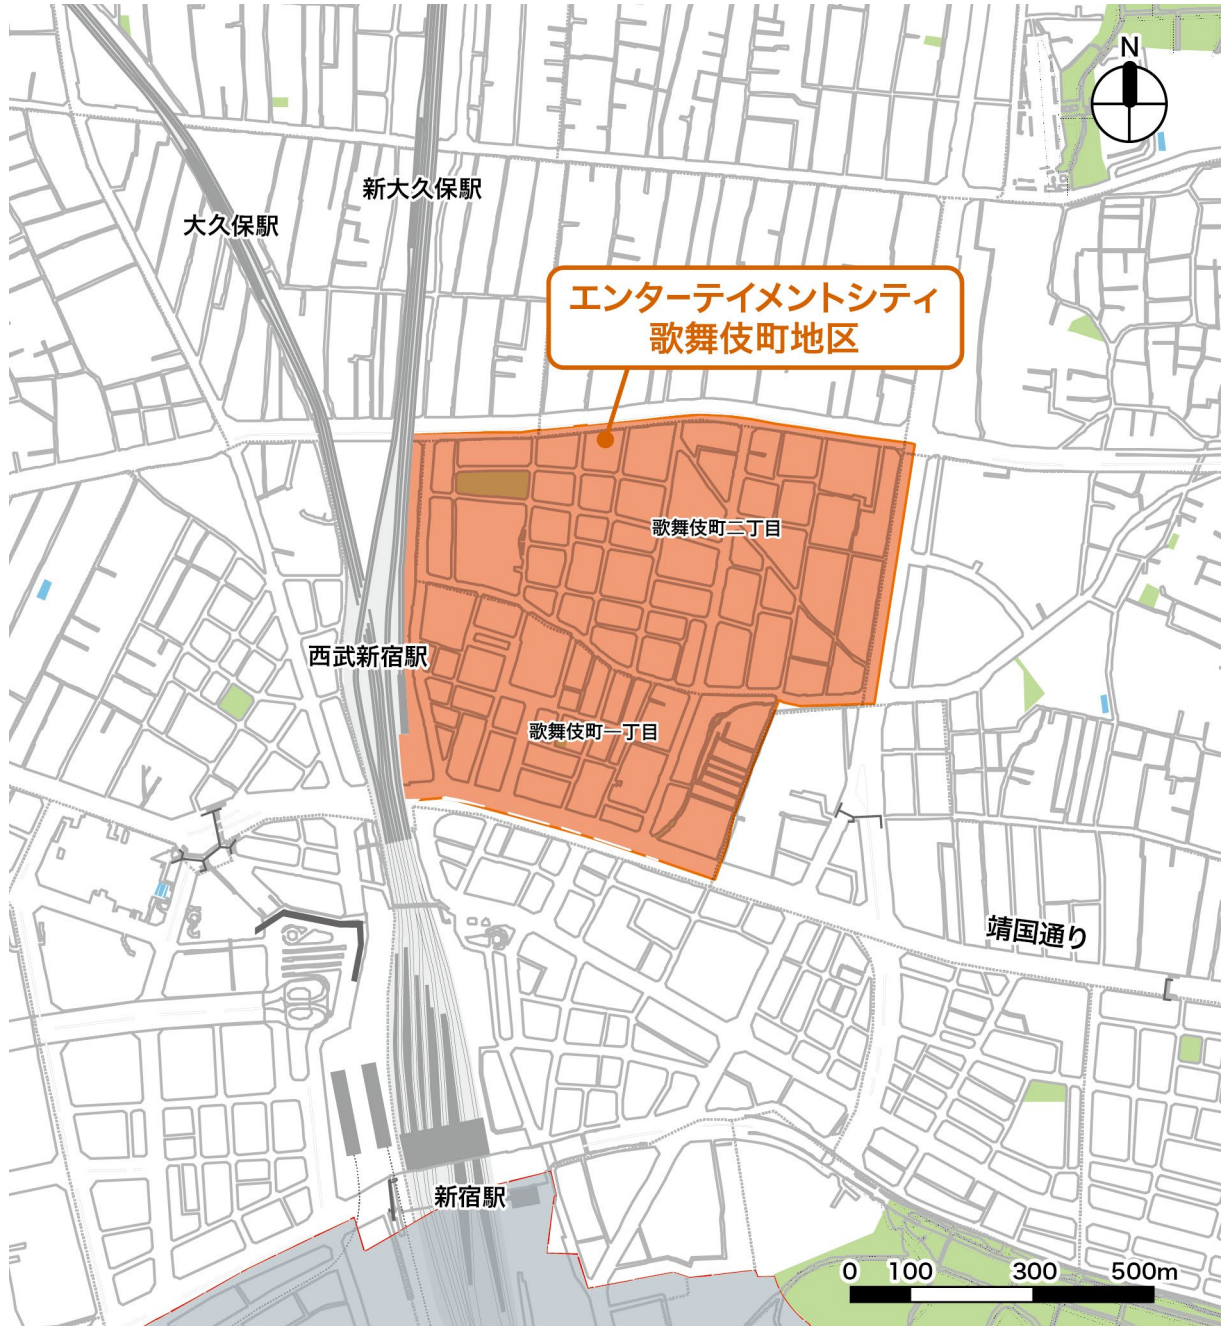 N
新大久保駅
大久保駅
エンターテイメントシティ
歌舞伎町地区
歌舞伎町二丁目
西武新宿駅
歌舞伎町一丁目
靖国通り
新宿駅
0 100 300 500m